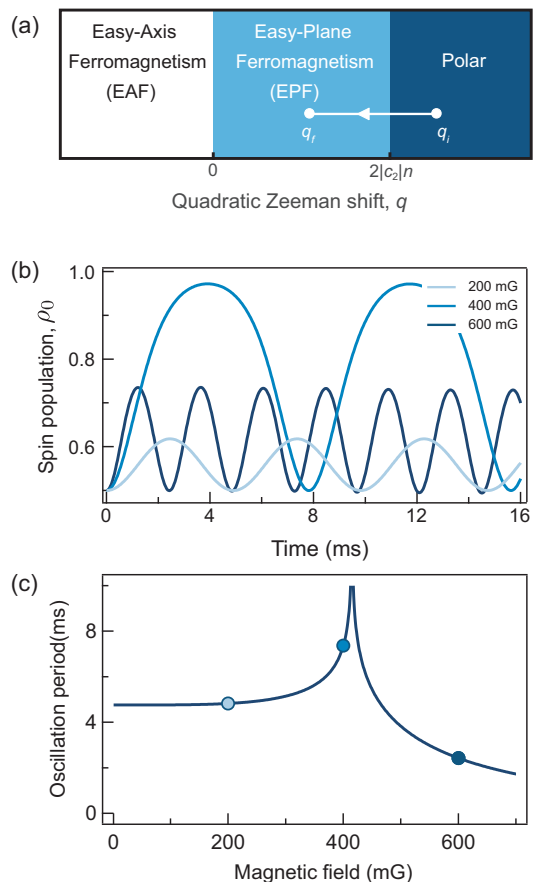 (a)
Easy-Axis
Ferromagnetism
(EAF)
Easy-Plane
Ferromagnetism
(EPF)
Polar
q_f
q_i
0
2|c₂|n
Quadratic Zeeman shift, q
(b)
Spin population, ρ₀
1.0
0.8
0.6
200 mG
400 mG
600 mG
0
4
8
12
16
Time (ms)
(c)
Oscillation period(ms)
8
4
0
0
200
400
600
Magnetic field (mG)